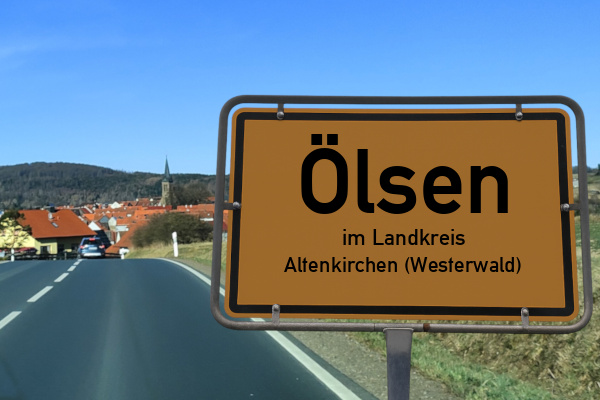 Ölsen
im Landkreis
Altenkirchen (Westerwald)